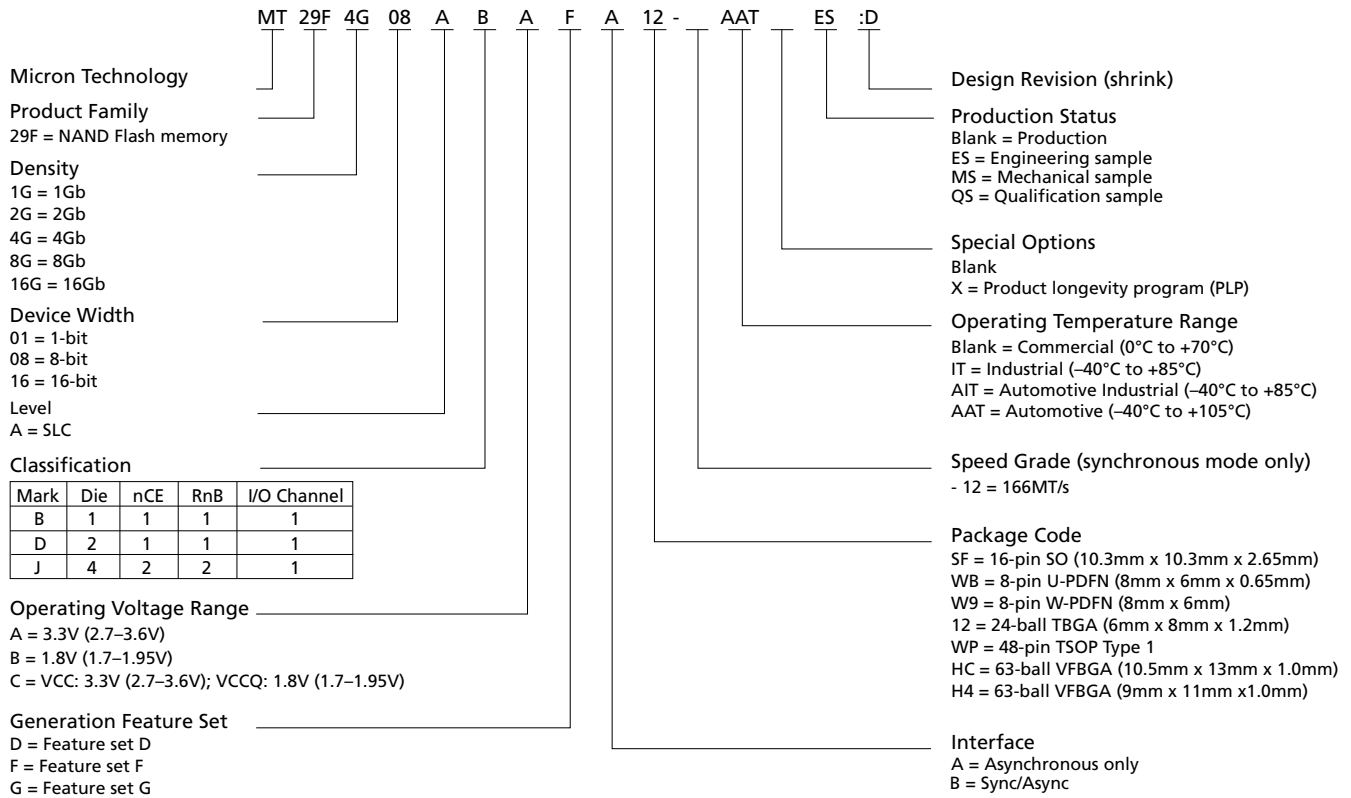 MT 29F 4G 08 A B A F A 12 - AAT ES :D
Micron Technology
Product Family
29F = NAND Flash memory
Density
1G = 1Gb
2G = 2Gb
4G = 4Gb
8G = 8Gb
16G = 16Gb
Device Width
01 = 1-bit
08 = 8-bit
16 = 16-bit
Level
A = SLC
Classification
Mark Die nCE RnB I/O Channel
B 1 1 1 1
D 2 1 1 1
J 4 2 2 1
Operating Voltage Range
A = 3.3V (2.7–3.6V)
B = 1.8V (1.7–1.95V)
C = VCC: 3.3V (2.7–3.6V); VCCQ: 1.8V (1.7–1.95V)
Generation Feature Set
D = Feature set D
F = Feature set F
G = Feature set G
Design Revision (shrink)
Production Status
Blank = Production
ES = Engineering sample
MS = Mechanical sample
QS = Qualification sample
Special Options
Blank
X = Product longevity program (PLP)
Operating Temperature Range
Blank = Commercial (0°C to +70°C)
IT = Industrial (–40°C to +85°C)
AIT = Automotive Industrial (–40°C to +85°C)
AAT = Automotive (–40°C to +105°C)
Speed Grade (synchronous mode only)
- 12 = 166MT/s
Package Code
SF = 16-pin SO (10.3mm x 10.3mm x 2.65mm)
WB = 8-pin U-PDFN (8mm x 6mm x 0.65mm)
W9 = 8-pin W-PDFN (8mm x 6mm)
12 = 24-ball TBGA (6mm x 8mm x 1.2mm)
WP = 48-pin TSOP Type 1
HC = 63-ball VFBGA (10.5mm x 13mm x 1.0mm)
H4 = 63-ball VFBGA (9mm x 11mm x1.0mm)
Interface
A = Asynchronous only
B = Sync/Async